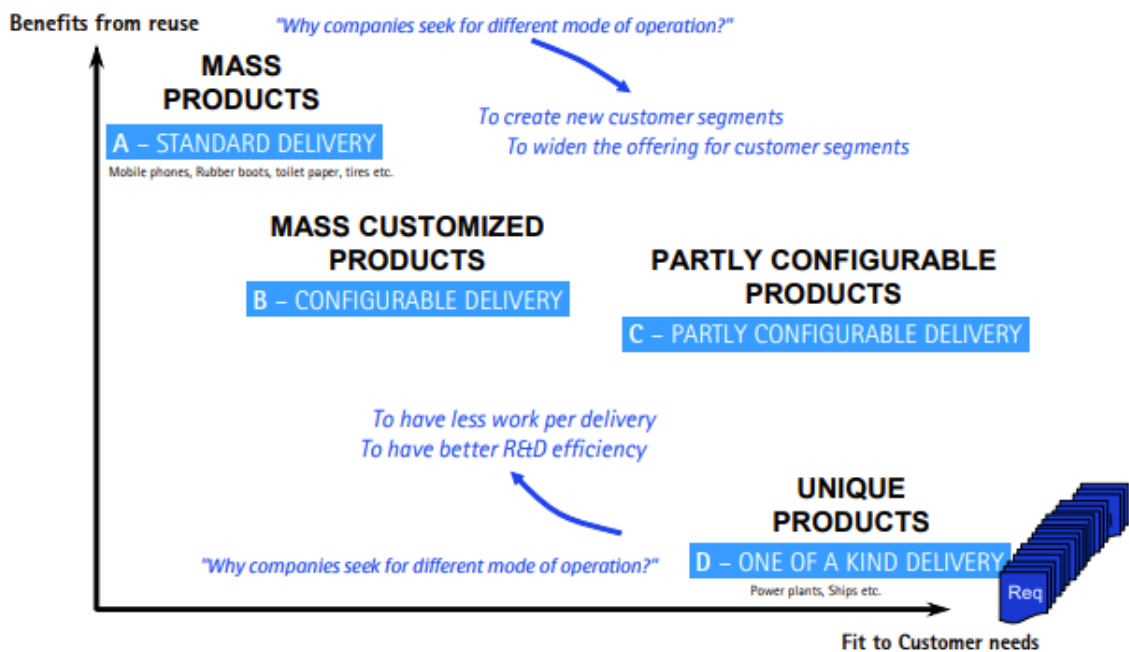 Benefits from reuse
"Why companies seek for different mode of operation?"
MASS
PRODUCTS
A – STANDARD DELIVERY
Mobile phones, Rubber boots, toilet paper, tires etc.
To create new customer segments
To widen the offering for customer segments
MASS CUSTOMIZED
PRODUCTS
B – CONFIGURABLE DELIVERY
PARTLY CONFIGURABLE
PRODUCTS
C – PARTLY CONFIGURABLE DELIVERY
To have less work per delivery
To have better R&D efficiency
"Why companies seek for different mode of operation?"
UNIQUE
PRODUCTS
D – ONE OF A KIND DELIVERY
Power plants, Ships etc.
Req
Fit to Customer needs